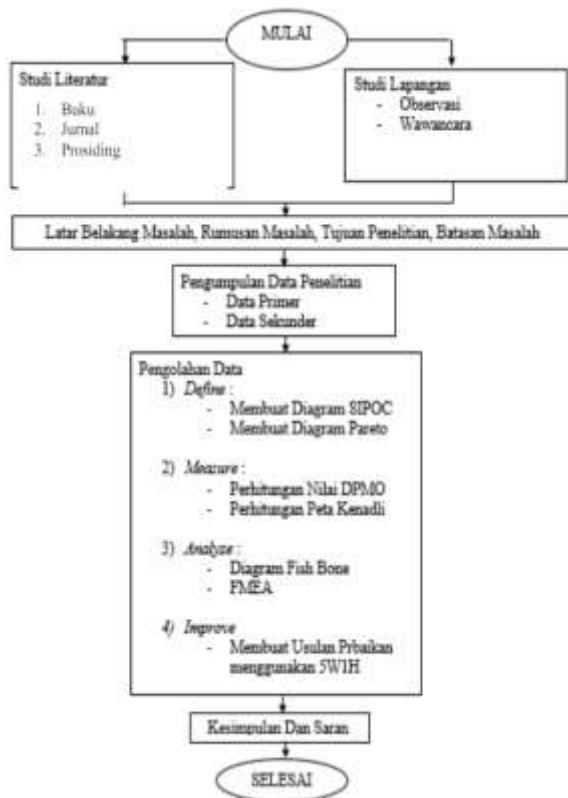 MULAI
Studi Literatur
1. Buku
2. Jurnal
3. Prosiding
Studi Lapangan
- Observasi
- Wawancara
Latar Belakang Masalah, Rumusan Masalah, Tujuan Penelitian, Batasan Masalah
Pengumpulan Data Penelitian
- Data Primer
- Data Sekunder
Pengolahan Data
1) Define :
- Membuat Diagram SIPOC
- Membuat Diagram Pareto
2) Measure :
- Perhitungan Nilai DPMO
- Perhitungan Peta Kenadli
3) Analyze :
- Diagram Fish Bone
- FMEA
4) Improve
- Membuat Usulan Prbaikan
menggunakan 5W1H
Kesimpulan Dan Saran
SELESAI